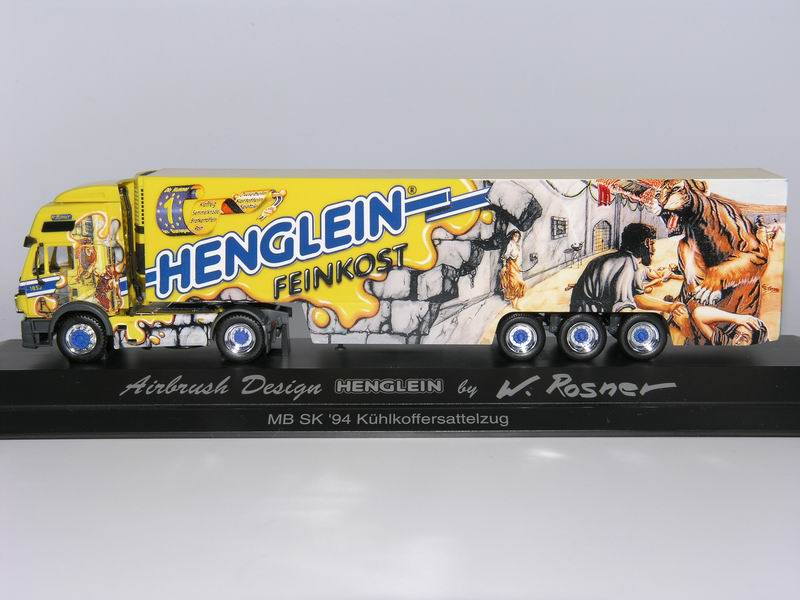 HENGLEIN®
FEINKOST
Airbrush Design HENGLEIN by W. Rosner
MB SK '94 Kühlkoffersattelzug